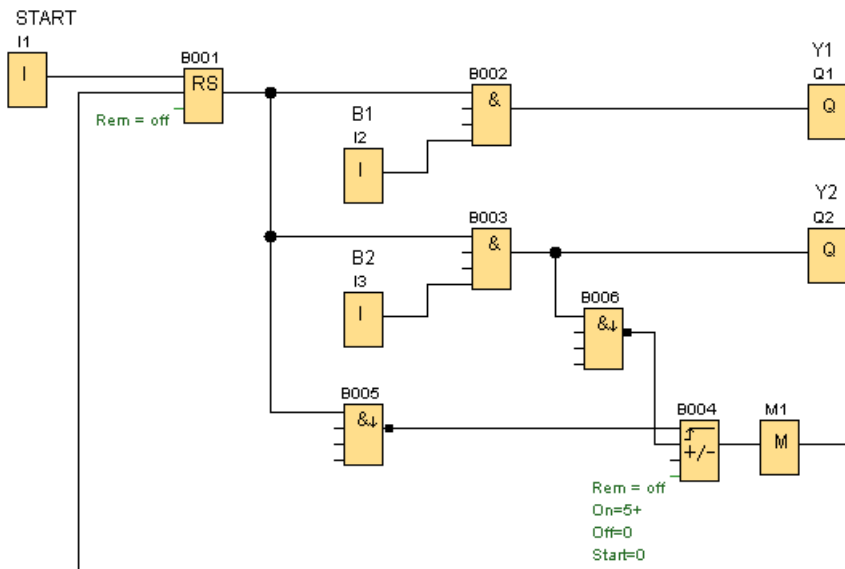 START
I1
I
B001
RS
Rem = off
B002
&
Y1
Q1
Q
B1
I2
I
B003
&
Y2
Q2
Q
B2
I3
I
B006
&↓
B005
&↓
B004
+/-
M1
M
Rem = off
On=5+
Off=0
Start=0